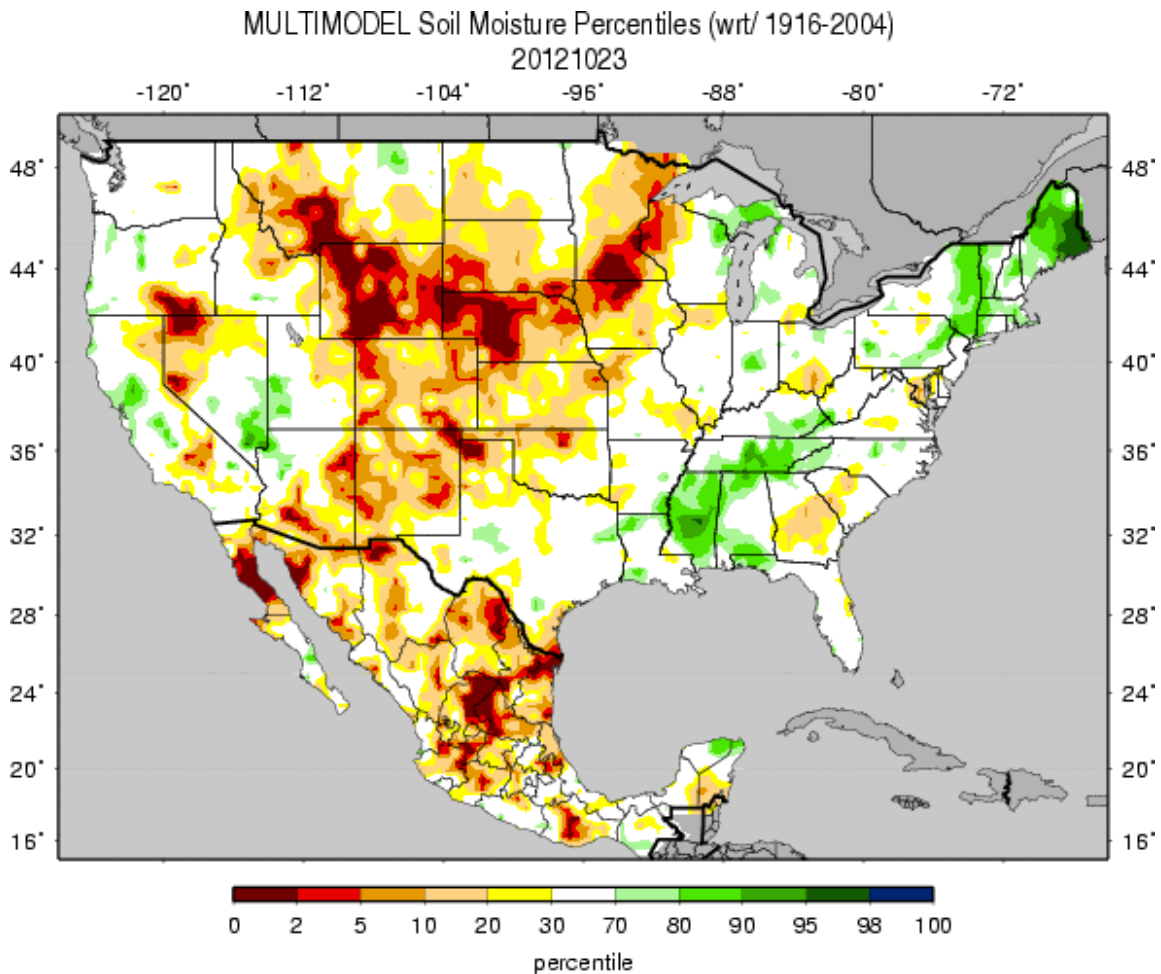 MULTIMODEL Soil Moisture Percentiles (wrt/ 1916-2004)
20121023
-120° -112° -104° -96° -88° -80° -72°
48° 48°
44° 44°
40° 40°
36° 36°
32° 32°
28° 28°
24° 24°
20° 20°
16° 16°
0 2 5 10 20 30 70 80 90 95 98 100
percentile